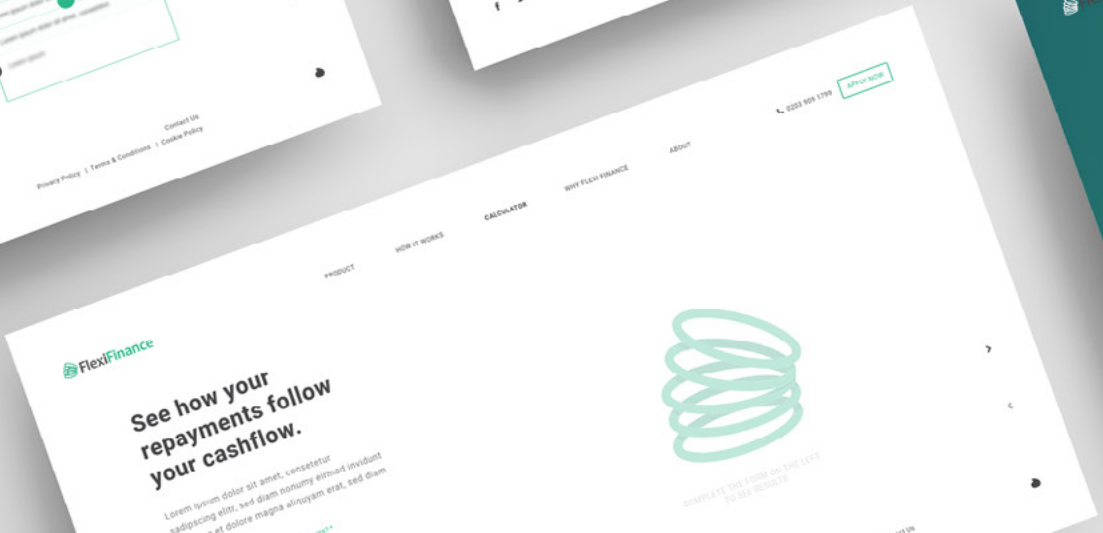 Lorem ipsum
Contact Us
Privacy Policy | Terms & Conditions | Cookie Policy
0203 909 1799
APPLY NOW
PRODUCT
HOW IT WORKS
CALCULATOR
WHY FLEXI FINANCE
ABOUT
FlexiFinance
See how your
repayments follow
your cashflow.
Lorem ipsum dolor sit amet, consetetur
sadipscing elitr, sed diam nonumy eirmod invidunt
et dolore magna aliquyam erat, sed diam
COMPLETE THE FORM ON THE LEFT
TO SEE RESULTS